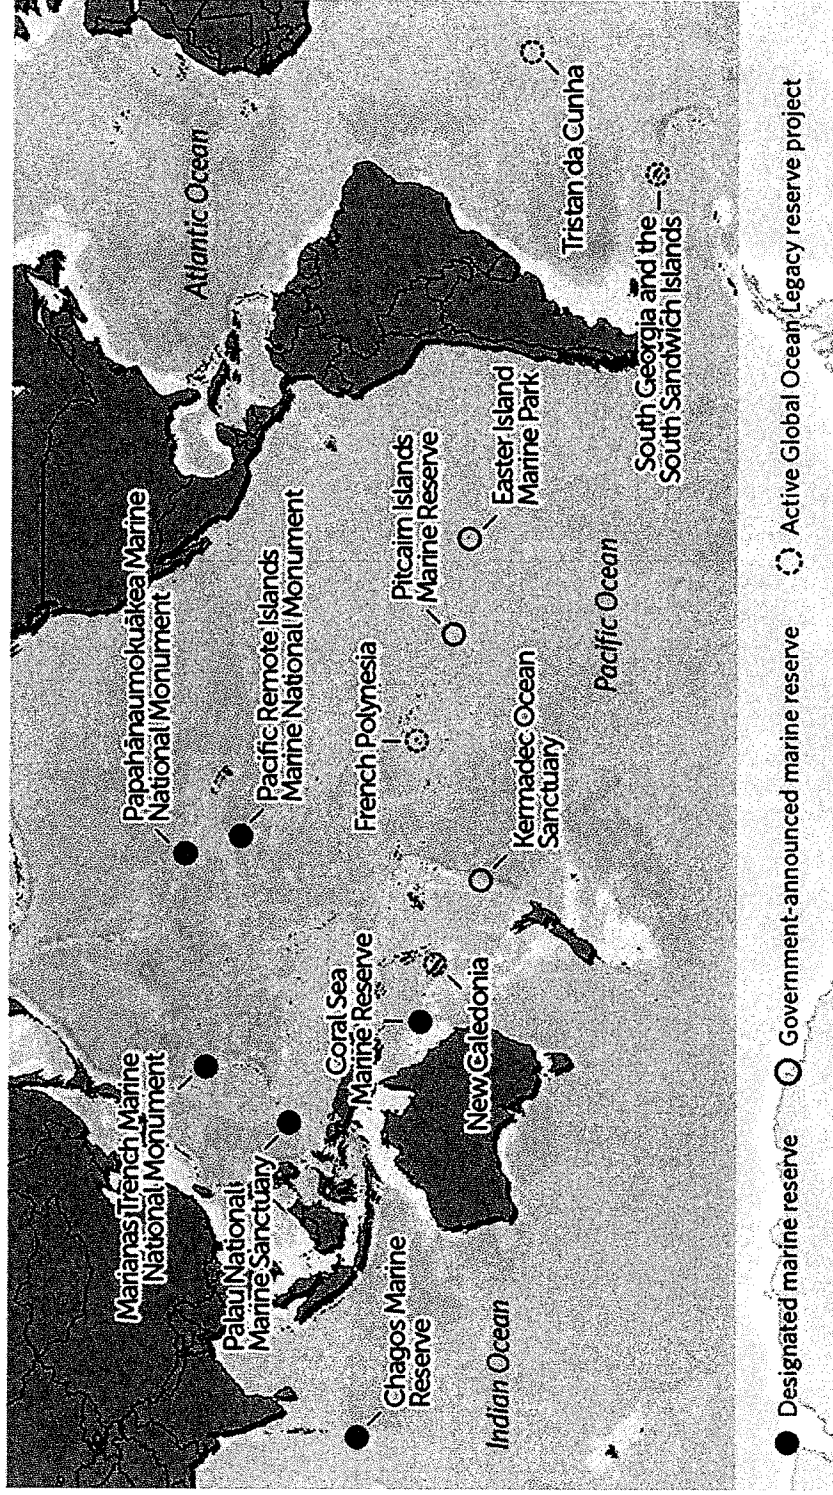 Papahānaumokuākea Marine
National Monument
Atlantic Ocean
Marianas Trench Marine
National Monument
Pacific Remote Islands
Marine National Monument
Palau National
Marine Sanctuary
Coral Sea
Marine Reserve
French Polynesia
Pitcairn Islands
Marine Reserve
Chagos Marine
Reserve
New Caledonia
Kermadec Ocean
Sanctuary
Easter Island
Marine Park
Tristan da Cunha
Indian Ocean
Pacific Ocean
South Georgia and the
South Sandwich Islands
Designated marine reserve
Government-announced marine reserve
Active Global Ocean Legacy reserve project